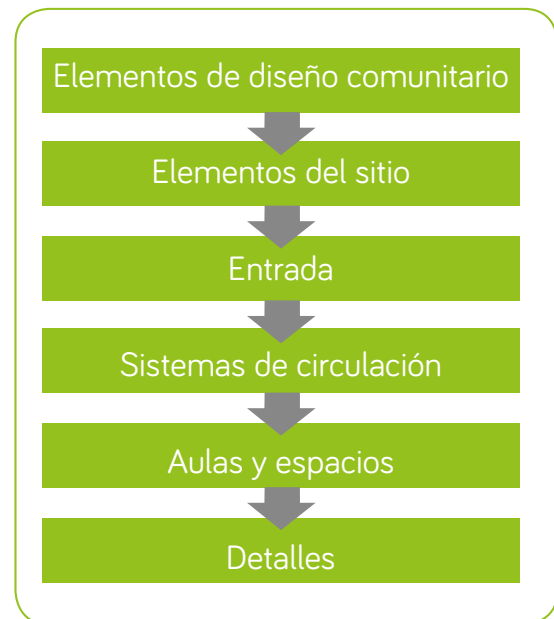 Elementos de diseño comunitario
Elementos del sitio
Entrada
Sistemas de circulación
Aulas y espacios
Detalles